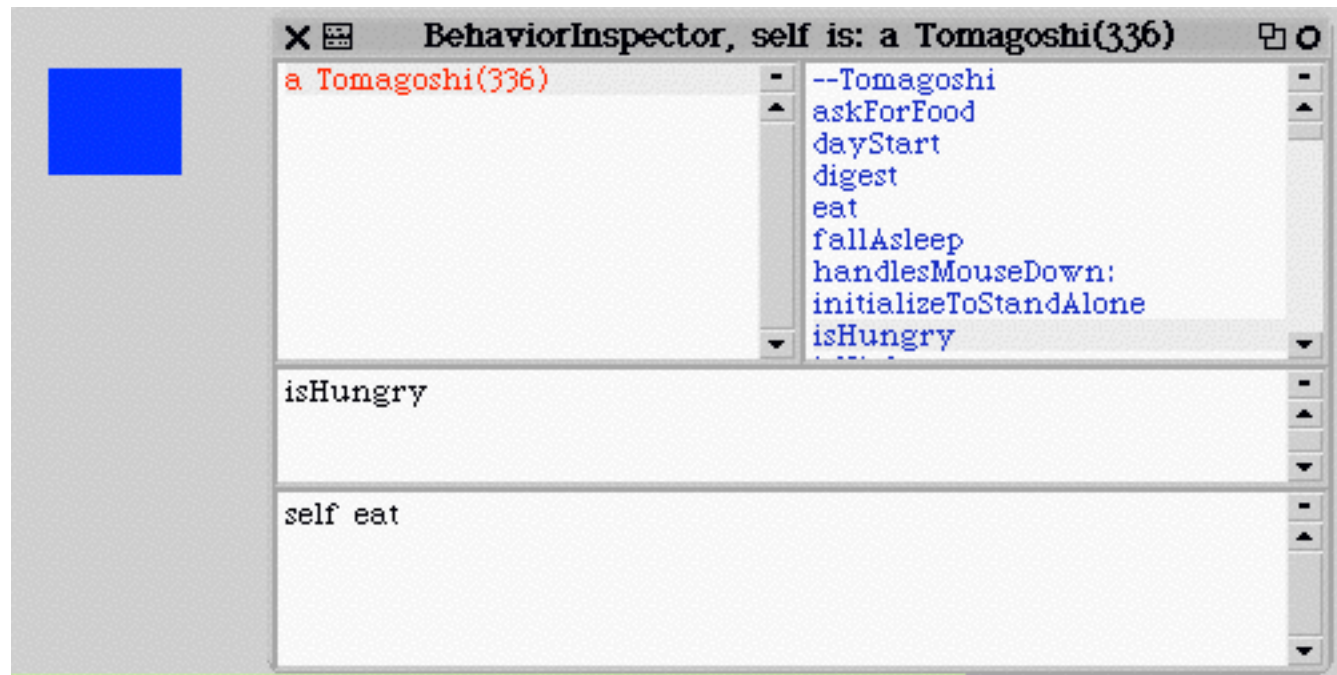 BehaviorInspector, self is: a Tomagoshi(336)
a Tomagoshi(336)
--Tomagoshi
askForFood
dayStart
digest
eat
fallAsleep
handlesMouseDown:
initializeToStandAlone
isHungry
isHungry
self eat